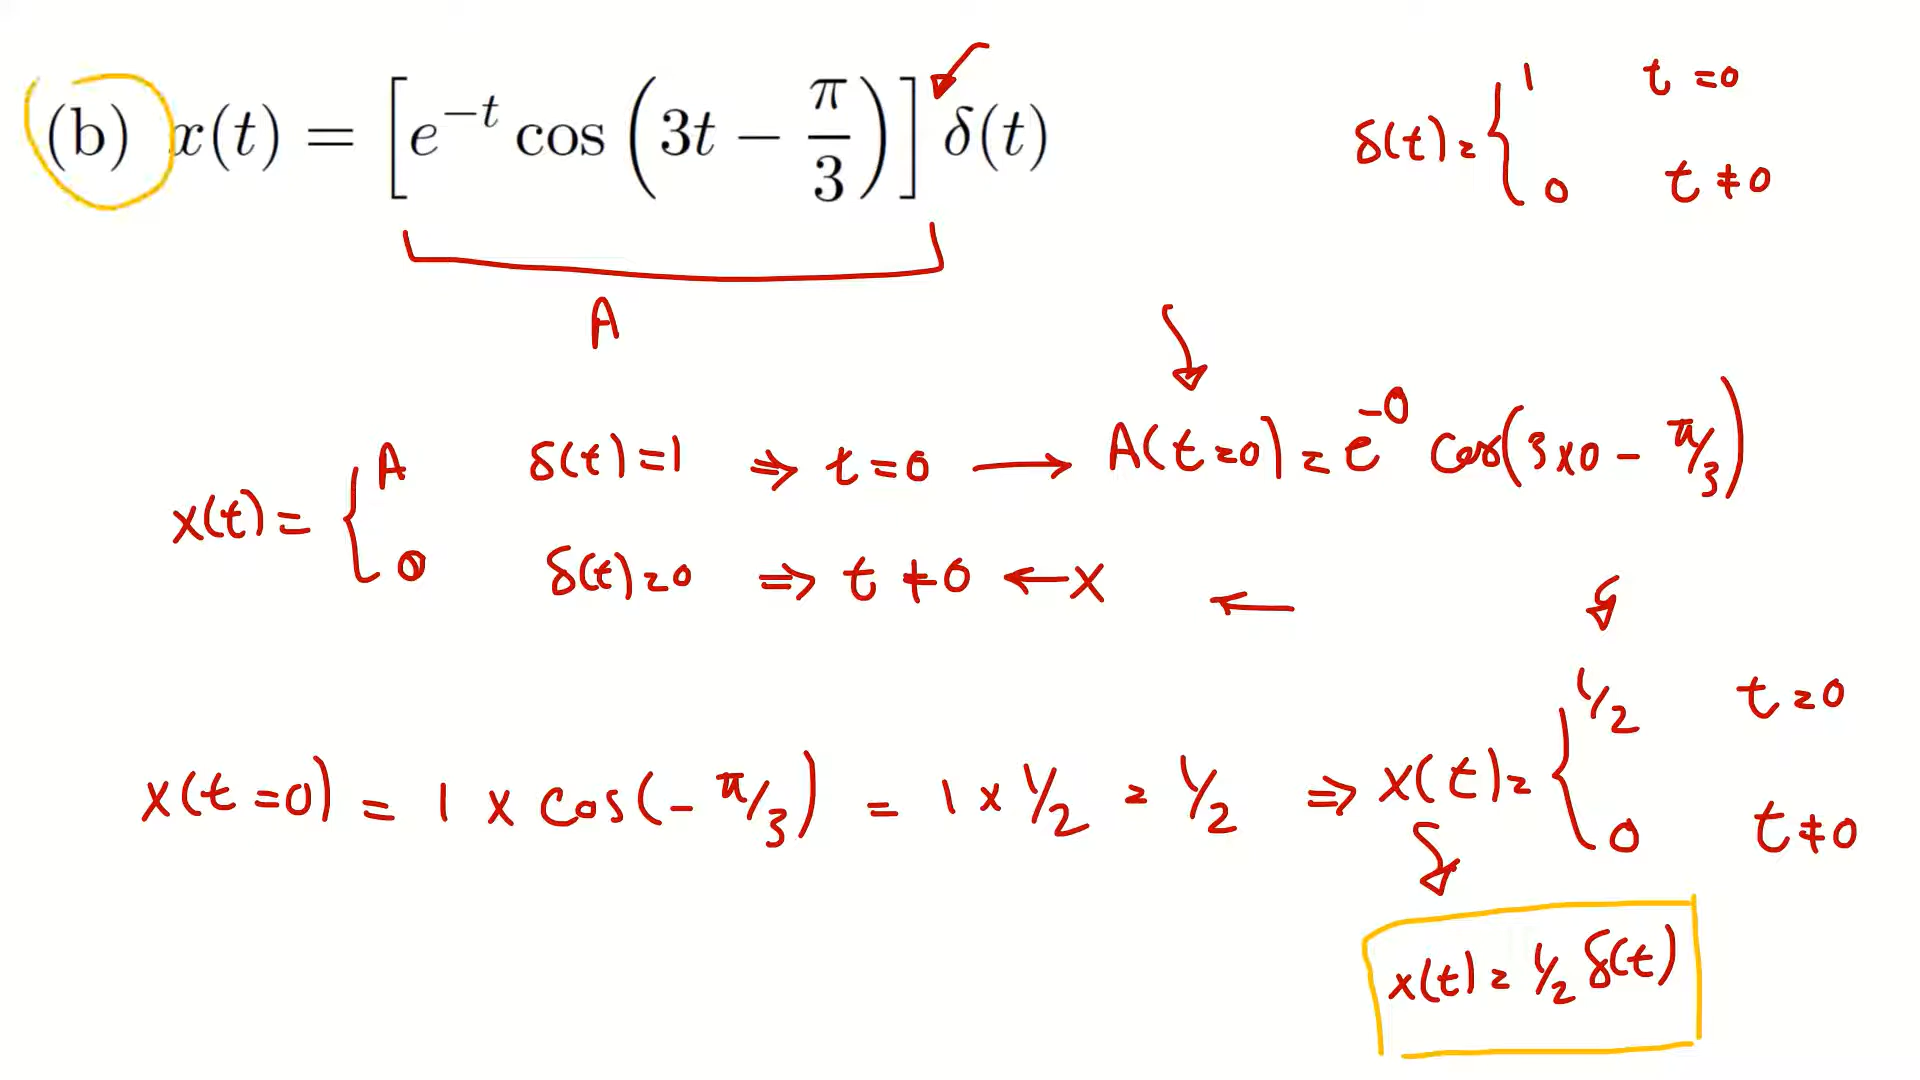 (b) x(t) = [e^{-t} cos(3t − π/3)] δ(t)
δ(t) = { 1 t = 0
0 t ≠ 0
A
x(t) = { A δ(t) = 1 ⇒ t = 0 → A(t=0) = e^{-0} cos(3×0 − π/3)
0 δ(t) = 0 ⇒ t ≠ 0 ← x ←
x(t=0) = 1 × cos(−π/3) = 1 × 1/2 = 1/2 ⇒ x(t) = { 1/2 t = 0
0 t ≠ 0
x(t) = 1/2 δ(t)